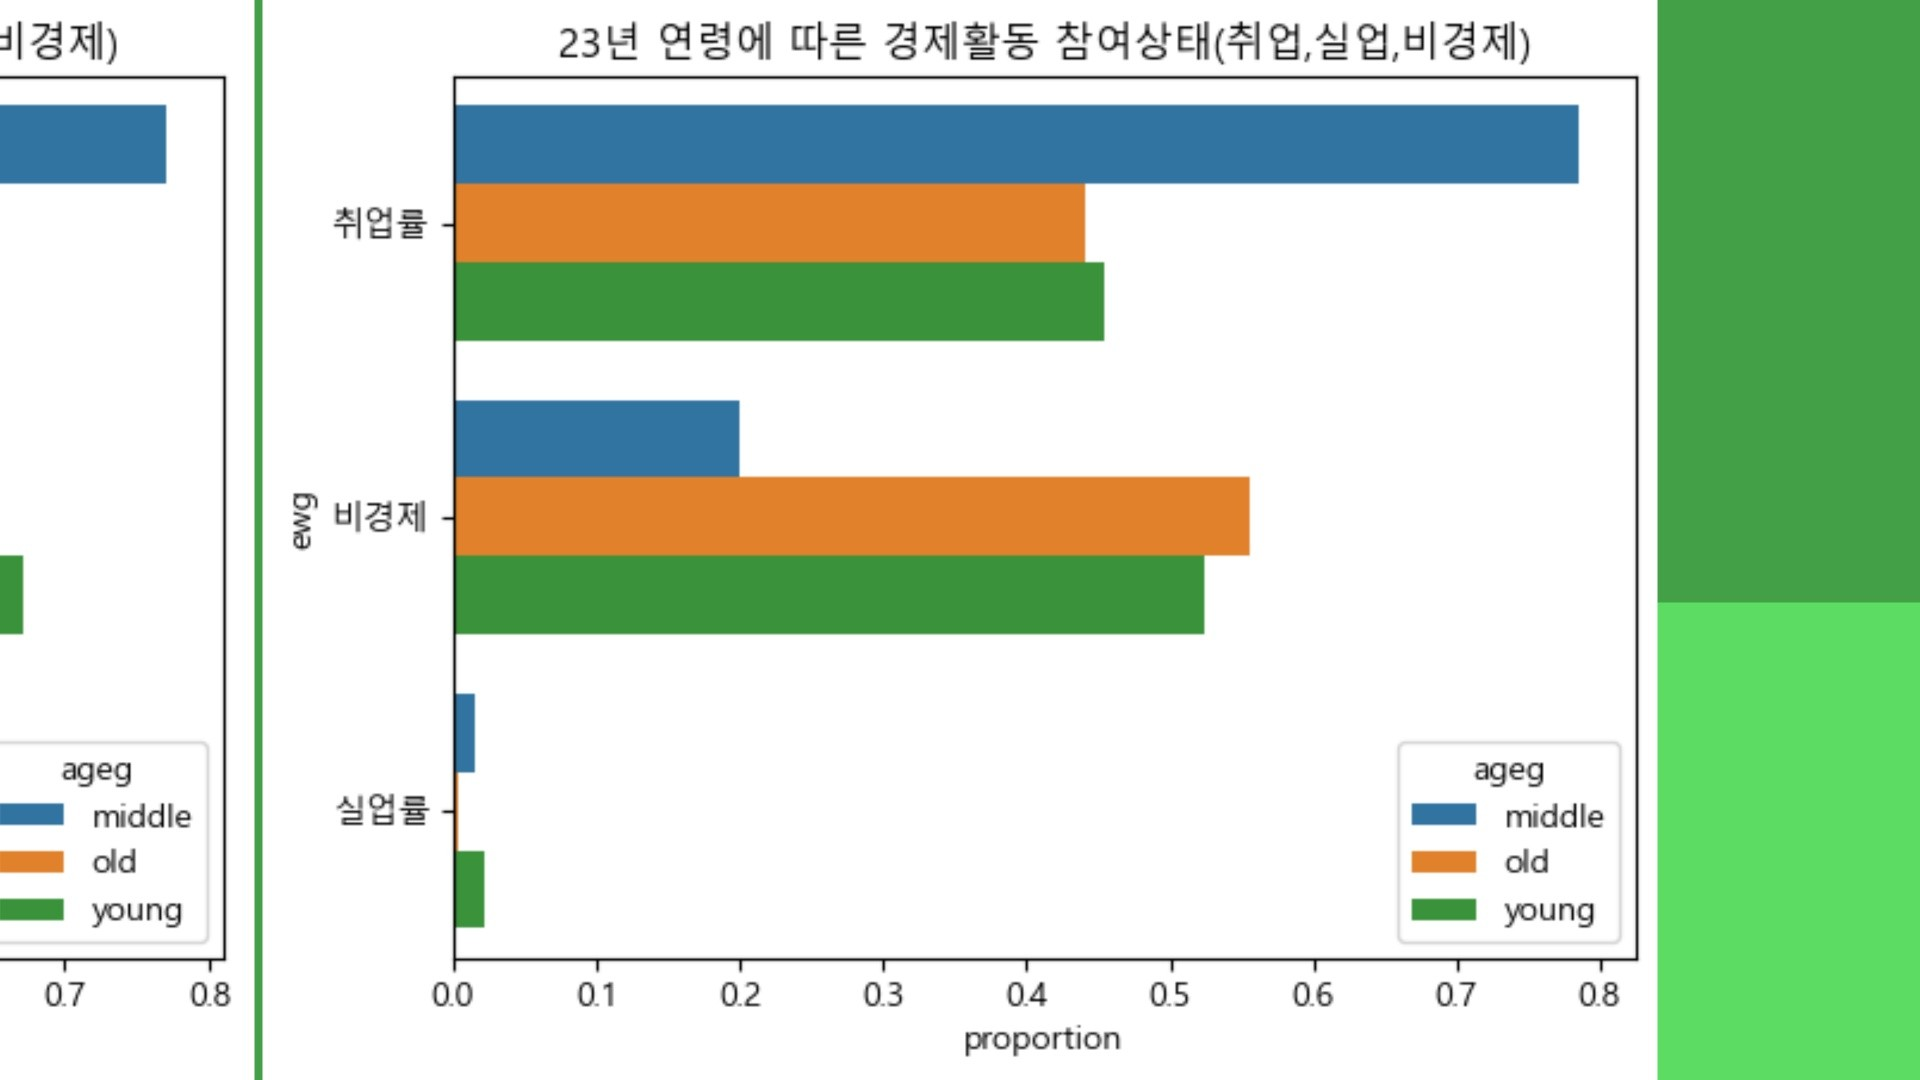 비경제)
ageg
middle
old
young
0.7 0.8
23년 연령에 따른 경제활동 참여상태(취업,실업,비경제)
취업률
비경제
실업률
ewg
ageg
middle
old
young
0.0 0.1 0.2 0.3 0.4 0.5 0.6 0.7 0.8
proportion